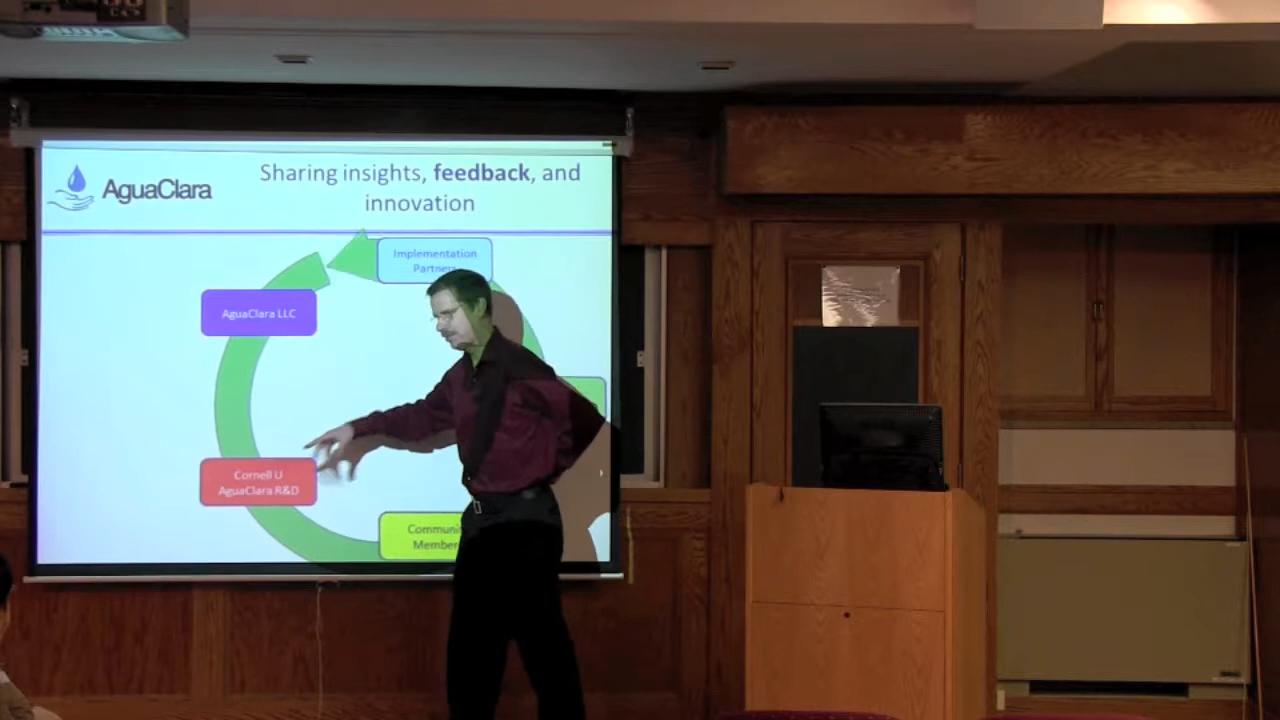 AguaClara
Sharing insights, feedback, and
innovation
Implementation
AguaClara LLC
Cornell U
AguaClara R&D